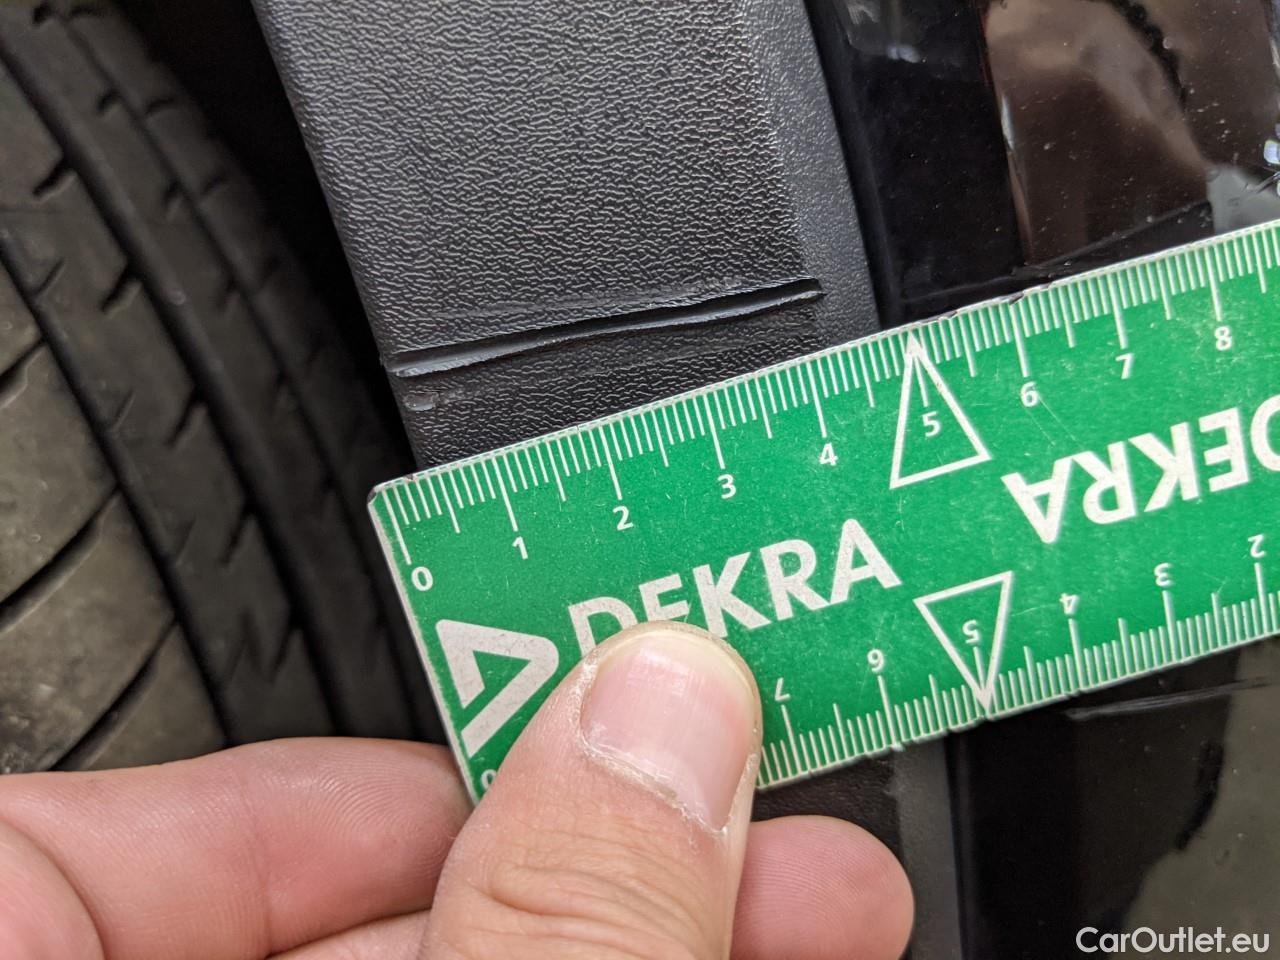 0 1 2 3 4 5 6 7 8
DEKRA
DEKRA
7 6 5 4 3 2
CarOutlet.eu